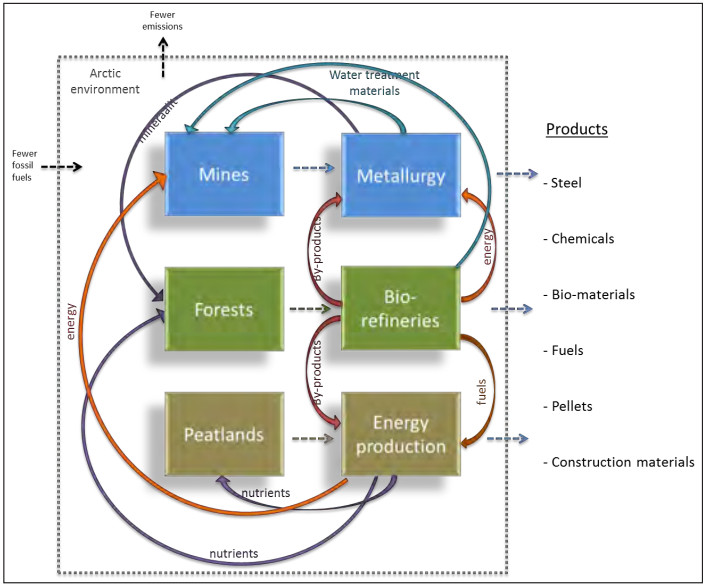 Fewer
emissions
Arctic
environment
Water treatment
materials
mineraalit
Products
Fewer
fossil
fuels
Mines
Metallurgy
- Steel
by-products
energy
- Chemicals
energy
Forests
Bio-
refineries
- Bio-materials
- Fuels
by-products
fuels
Peatlands
Energy
production
- Pellets
- Construction materials
nutrients
nutrients